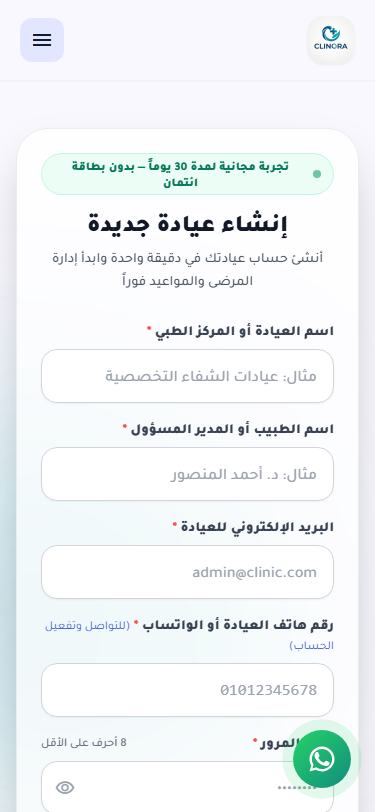 CLINORA
تجربة مجانية لمدة 30 يوماً — بدون بطاقة
ائتمان
إنشاء عيادة جديدة
أنشئ حساب عيادتك في دقيقة واحدة وابدأ إدارة
المرضى والمواعيد فوراً
اسم العيادة أو المركز الطبي *
مثال: عيادات الشفاء التخصصية
اسم الطبيب أو المدير المسؤول *
مثال: د. أحمد المنصور
البريد الإلكتروني للعيادة *
admin@clinic.com
رقم هاتف العيادة أو الواتساب * (للتواصل وتفعيل
الحساب)
01012345678
المرور *
8 أحرف على الأقل
••••••••